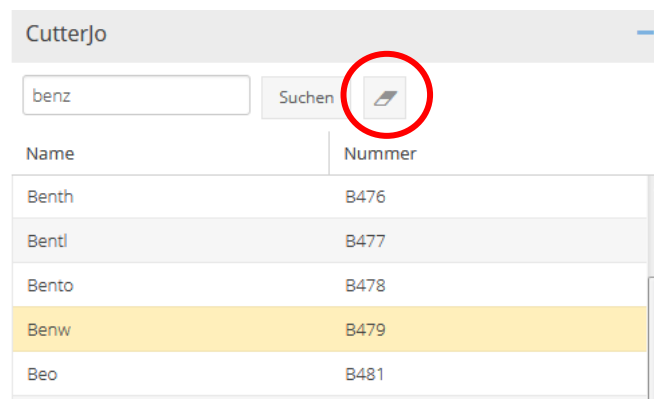 CutterJo
benz Suchen
Name Nummer
Benth B476
Bentl B477
Bento B478
Benw B479
Beo B481